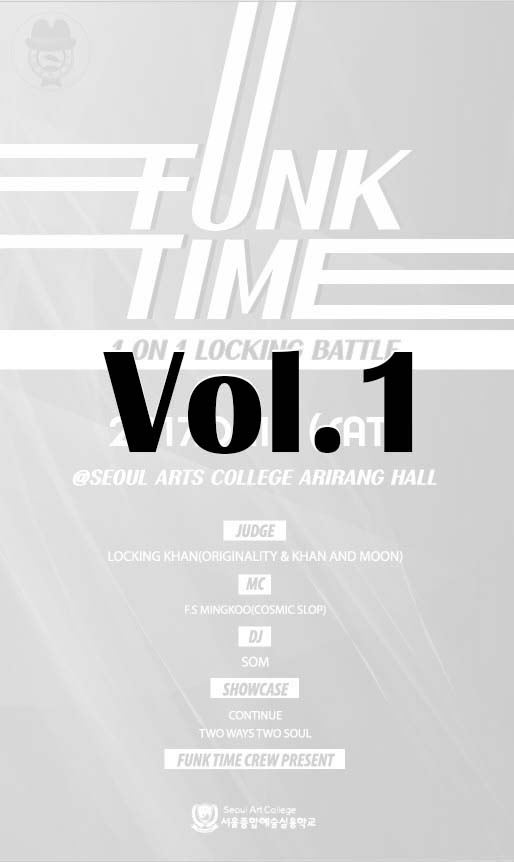 FUNK
TIME
1 ON 1 LOCKING BATTLE
Vol.1
@SEOUL ARTS COLLEGE ARIRANG HALL
JUDGE
LOCKING KHAN(ORIGINALITY & KHAN AND MOON)
MC
F.S MINGKOO(COSMIC SLOP)
DJ
SOM
SHOWCASE
CONTINUE
TWO WAYS TWO SOUL
FUNK TIME CREW PRESENT
Seoul Art College
서울종합예술실용학교